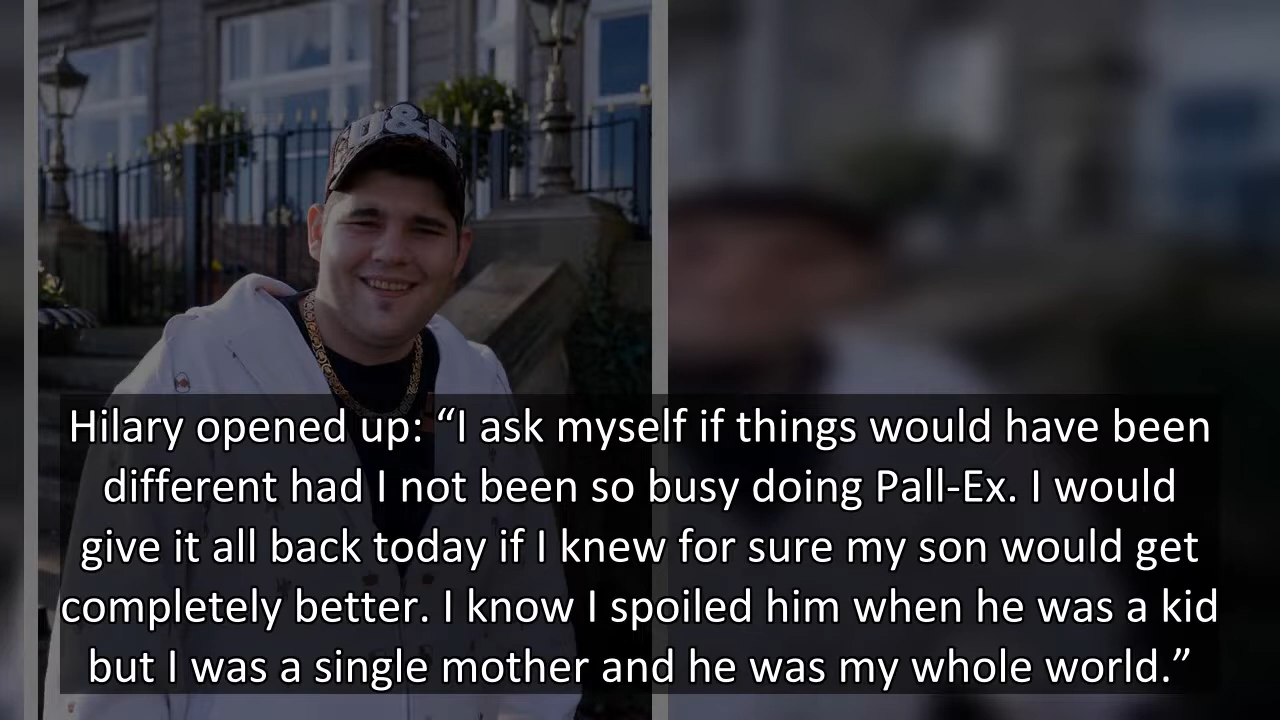 D&G
Hilary opened up: “I ask myself if things would have been
different had I not been so busy doing Pall-Ex. I would
give it all back today if I knew for sure my son would get
completely better. I know I spoiled him when he was a kid
but I was a single mother and he was my whole world.”